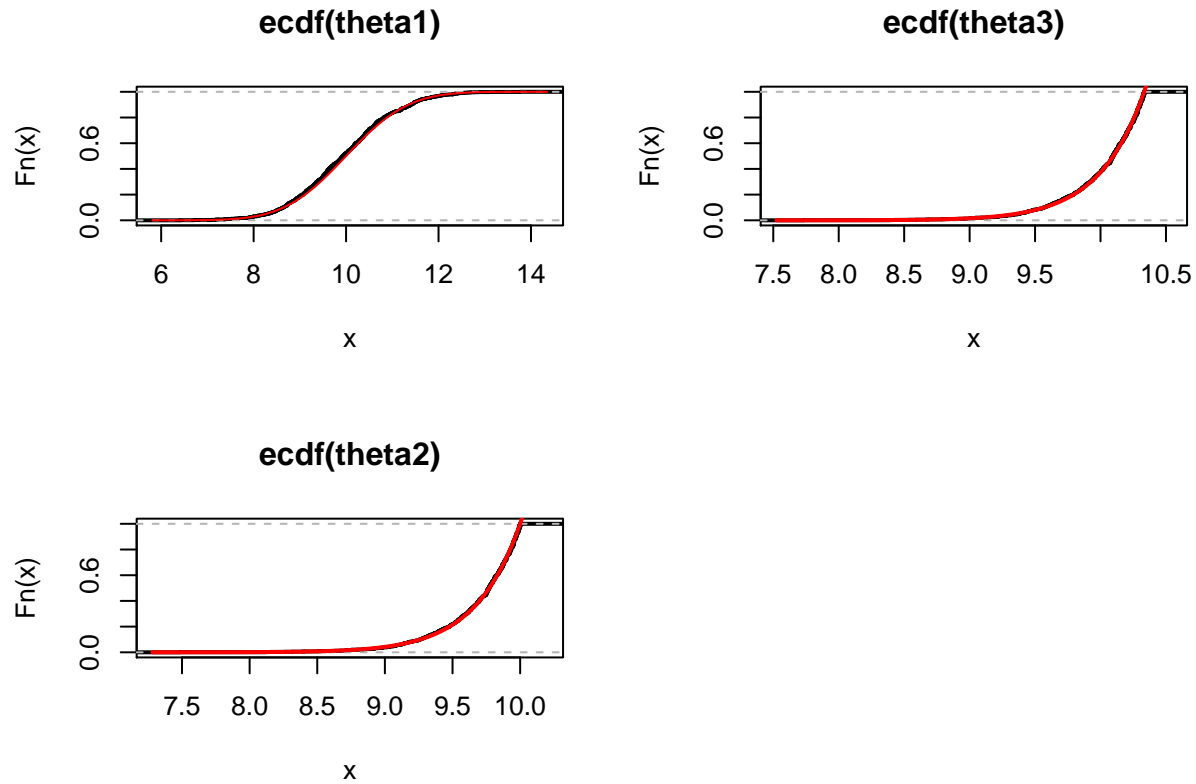 ecdf(theta1)
Fn(x)
0.0 0.6
6 8 10 12 14
x
ecdf(theta3)
Fn(x)
0.0 0.6
7.5 8.0 8.5 9.0 9.5 10.5
x
ecdf(theta2)
Fn(x)
0.0 0.6
7.5 8.0 8.5 9.0 9.5 10.0
x